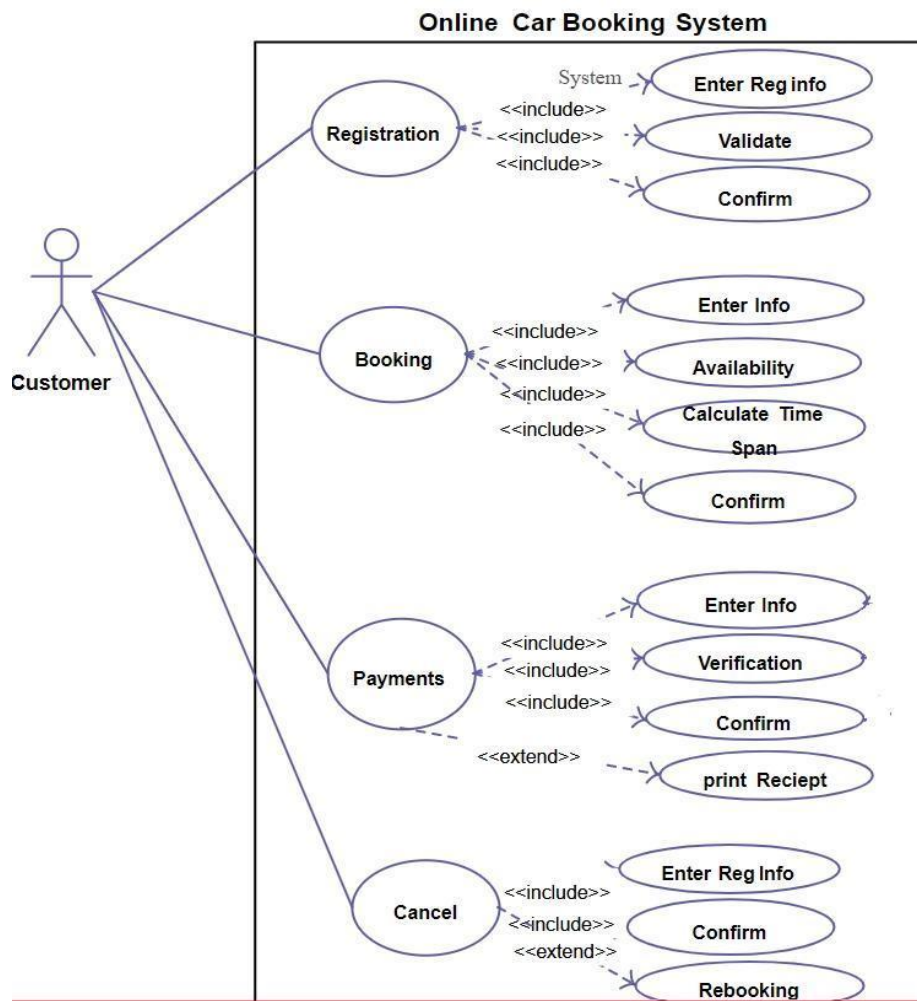 Online Car Booking System
System
Enter Reg info
<<include>>
Registration
<<include>>
Validate
<<include>>
Confirm
Customer
Enter Info
<<include>>
Booking
<<include>>
Availability
<<include>>
Calculate Time
Span
<<include>>
Confirm
Enter Info
<<include>>
Payments
<<include>>
Verification
<<include>>
Confirm
<<extend>>
print Reciept
Enter Reg Info
<<include>>
Cancel
<<include>>
Confirm
<<extend>>
Rebooking